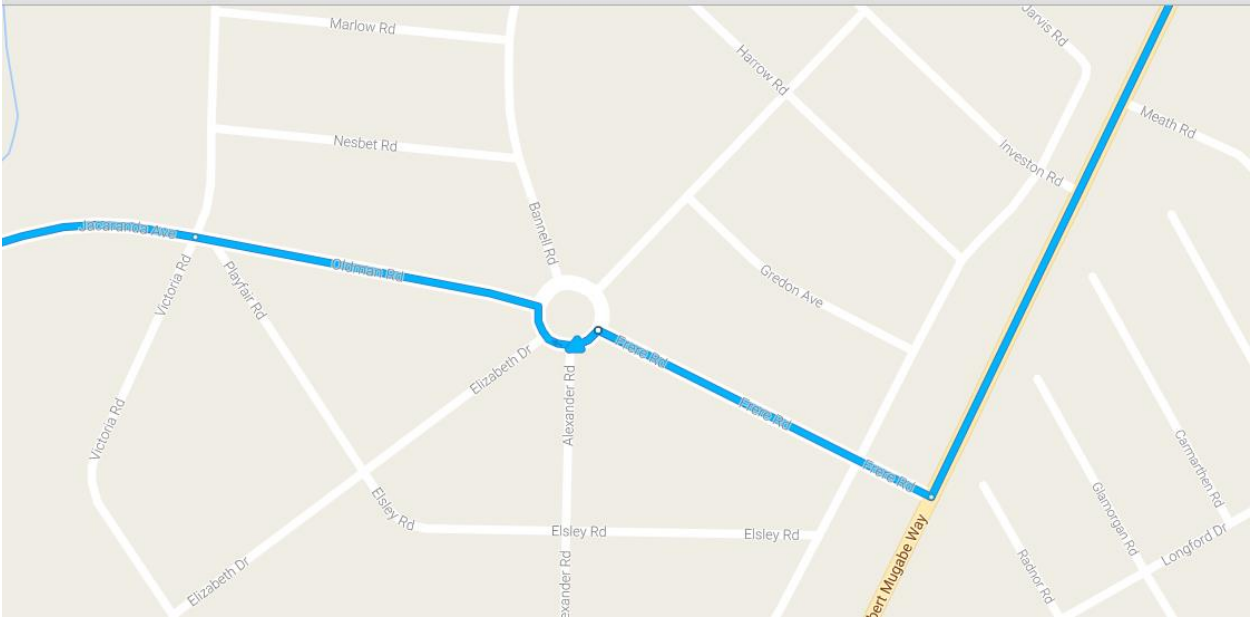 Marlow Rd
Jarvis Rd
Harrow Rd
Meath Rd
Nesbet Rd
Investon Rd
Bannell Rd
Jacaranda Ave
Oldman Rd
Victoria Rd
Playfair Rd
Gredon Ave
Frere Rd
Elizabeth Dr
Alexander Rd
Frere Rd
Victoria Rd
Frere Rd
Carmarthen Rd
Elsley Rd
Glamorgan Rd
Elsley Rd
Elsley Rd
Longford Dr
Radnor Rd
Elizabeth Dr
exander Rd
bert Mugabe Way